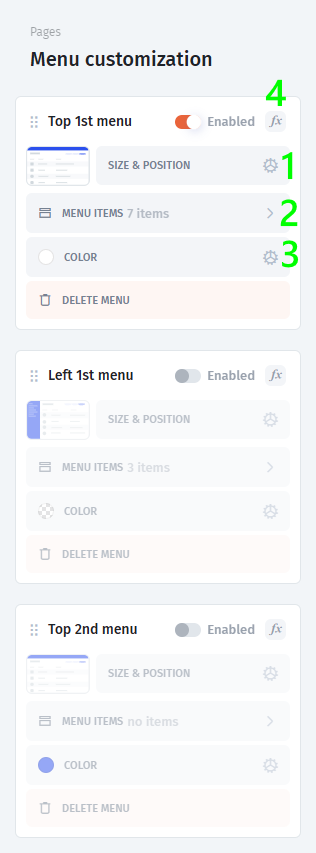 Pages
Menu customization
4
Top 1st menu Enabled fx
SIZE & POSITION 1
MENU ITEMS 7 items 2
COLOR 3
DELETE MENU
Left 1st menu Enabled fx
SIZE & POSITION
MENU ITEMS 3 items
COLOR
DELETE MENU
Top 2nd menu Enabled fx
SIZE & POSITION
MENU ITEMS no items
COLOR
DELETE MENU